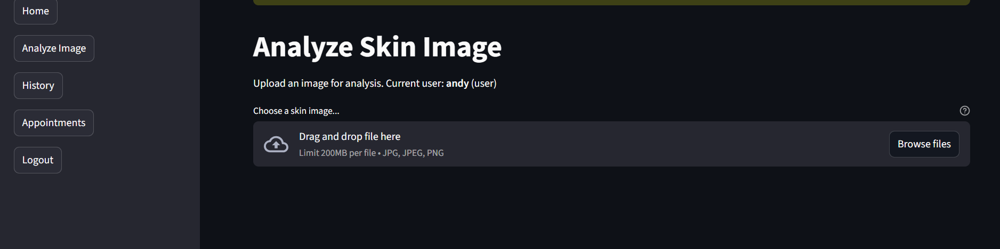 Home
Analyze Image
History
Appointments
Logout
Analyze Skin Image
Upload an image for analysis. Current user: andy (user)
Choose a skin image...
Drag and drop file here
Limit 200MB per file • JPG, JPEG, PNG
Browse files